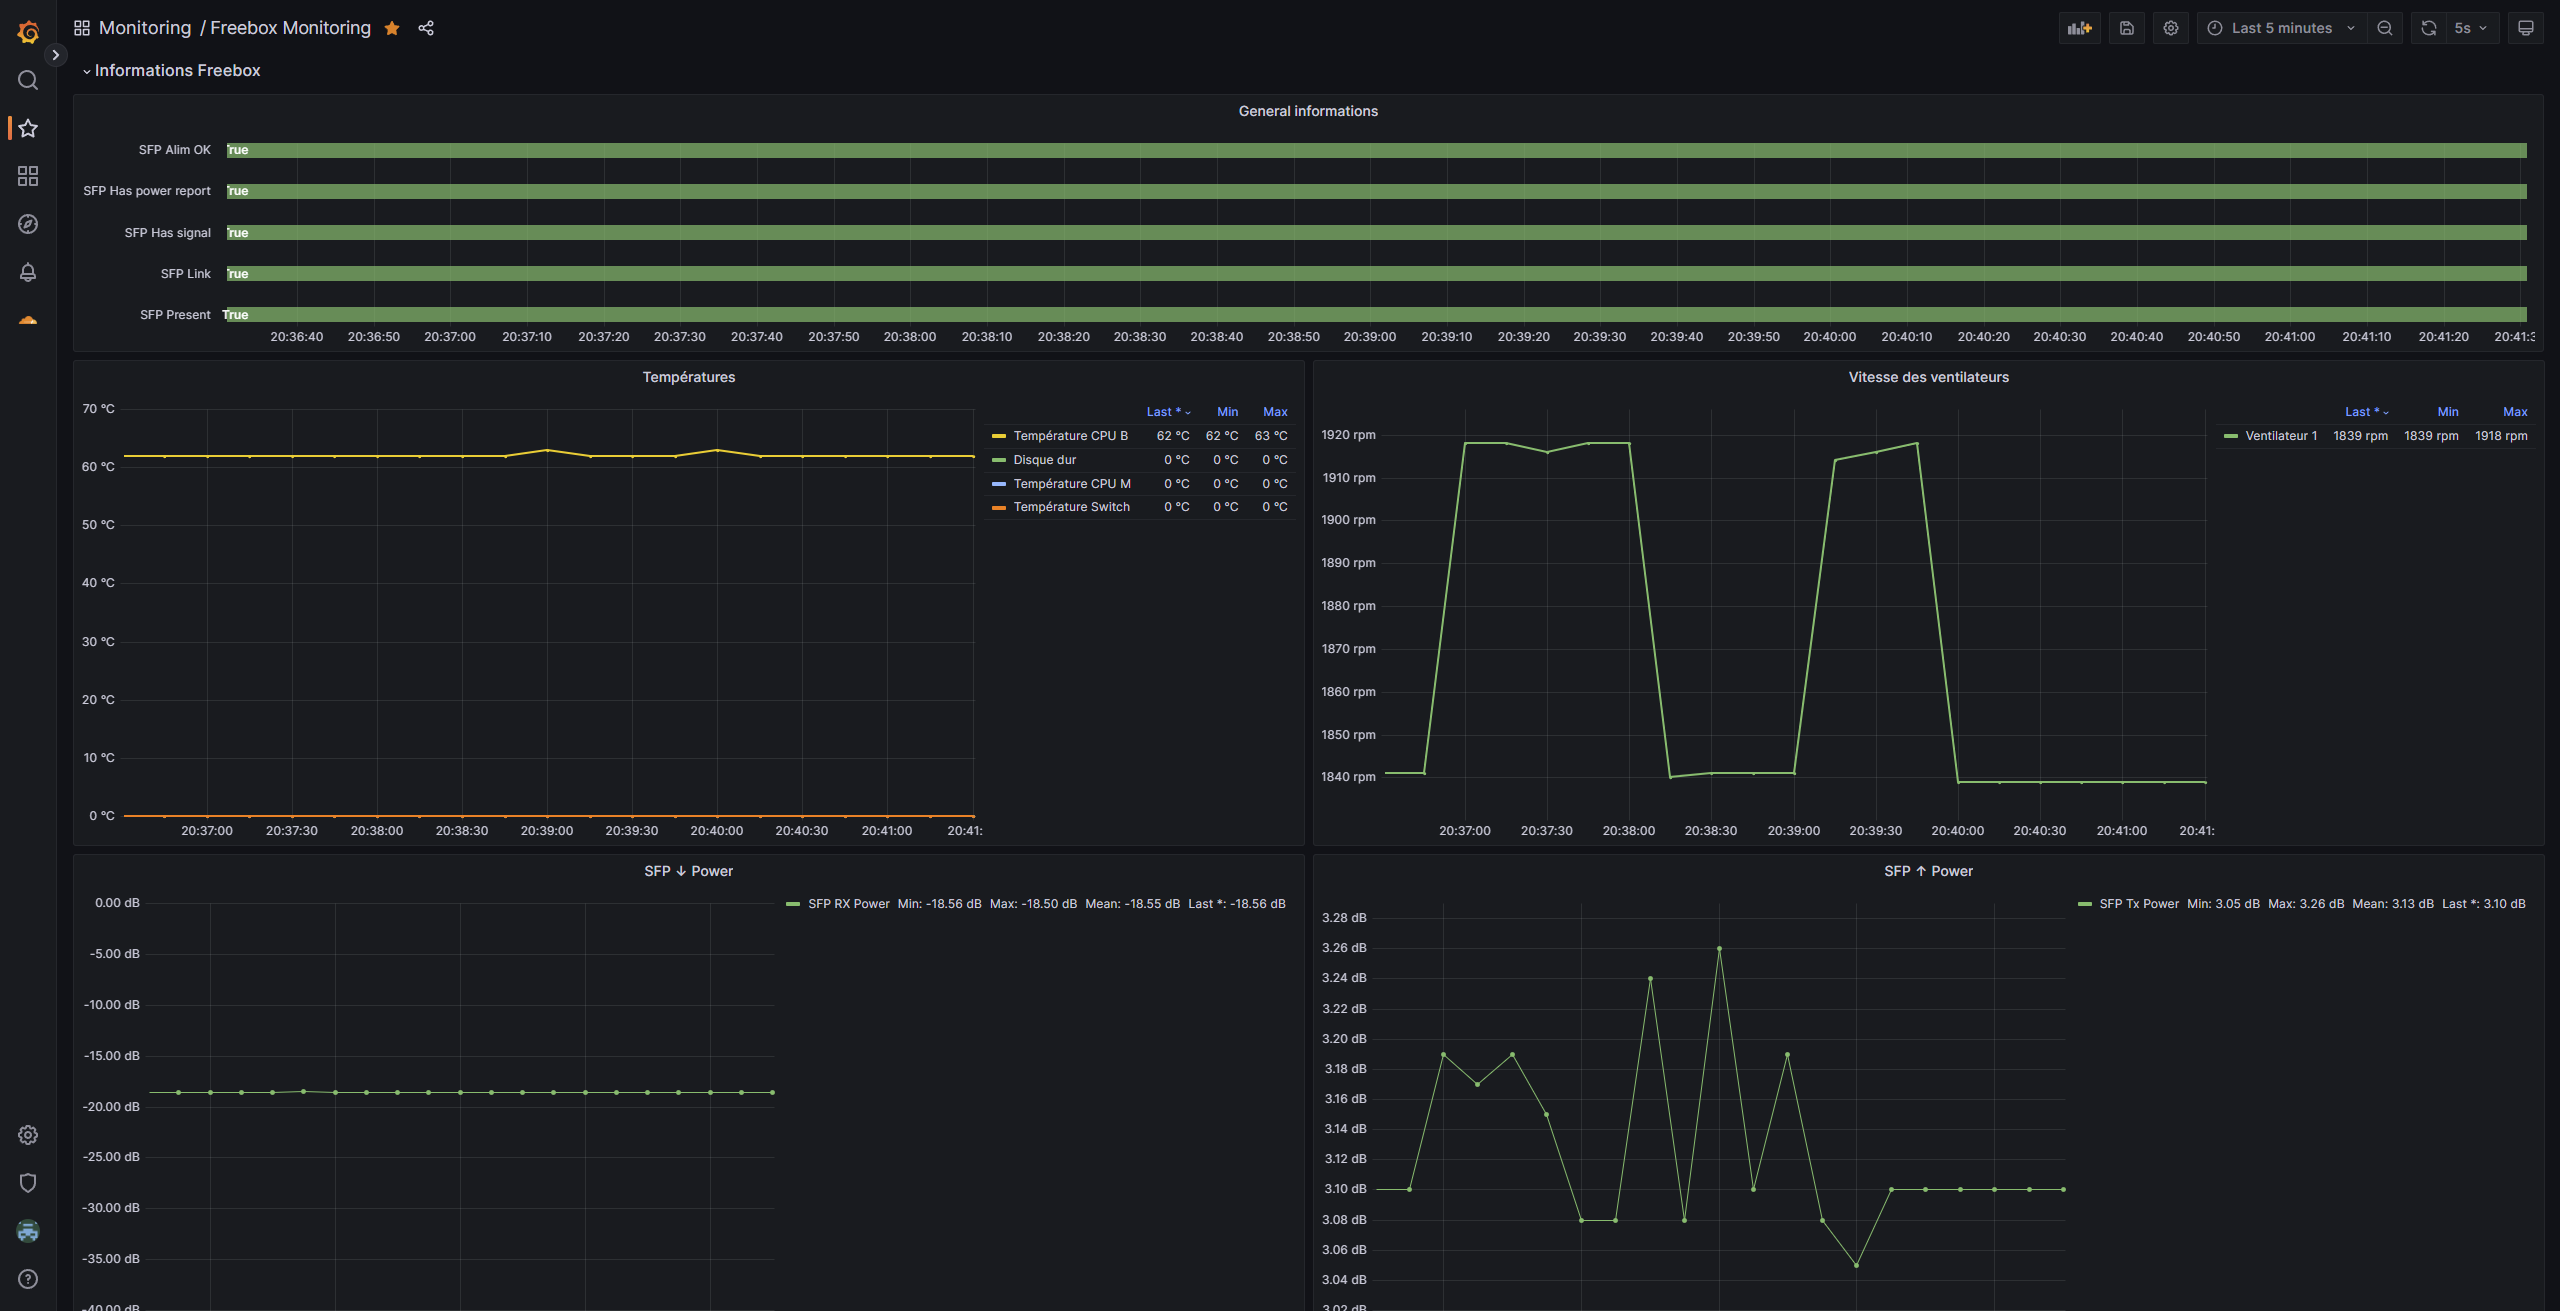 Monitoring / Freebox Monitoring
Last 5 minutes
5s
Informations Freebox
General informations
SFP Alim OK True
SFP Has power report True
SFP Has signal True
SFP Link True
SFP Present True
20:36:40 20:36:50 20:37:00 20:37:10 20:37:20 20:37:30 20:37:40 20:37:50 20:38:00 20:38:10 20:38:20 20:38:30 20:38:40 20:38:50 20:39:00 20:39:10 20:39:20 20:39:30 20:39:40 20:39:50 20:40:00 20:40:10 20:40:20 20:40:30 20:40:40 20:40:50 20:41:00 20:41:10 20:41:20 20:41:3
Températures
70 °C
60 °C
50 °C
40 °C
30 °C
20 °C
10 °C
0 °C
20:37:00 20:37:30 20:38:00 20:38:30 20:39:00 20:39:30 20:40:00 20:40:30 20:41:00 20:41:
Last * Min Max
Température CPU B 62 °C 62 °C 63 °C
Disque dur 0 °C 0 °C 0 °C
Température CPU M 0 °C 0 °C 0 °C
Température Switch 0 °C 0 °C 0 °C
Vitesse des ventilateurs
1920 rpm
1910 rpm
1900 rpm
1890 rpm
1880 rpm
1870 rpm
1860 rpm
1850 rpm
1840 rpm
20:37:00 20:37:30 20:38:00 20:38:30 20:39:00 20:39:30 20:40:00 20:40:30 20:41:00 20:41:
Last * Min Max
Ventilateur 1 1839 rpm 1839 rpm 1918 rpm
SFP ↓ Power
0.00 dB
-5.00 dB
-10.00 dB
-15.00 dB
-20.00 dB
-25.00 dB
-30.00 dB
-35.00 dB
-40.00 dB
SFP RX Power Min: -18.56 dB Max: -18.50 dB Mean: -18.55 dB Last *: -18.56 dB
SFP ↑ Power
3.28 dB
3.26 dB
3.24 dB
3.22 dB
3.20 dB
3.18 dB
3.16 dB
3.14 dB
3.12 dB
3.10 dB
3.08 dB
3.06 dB
3.04 dB
3.02 dB
SFP Tx Power Min: 3.05 dB Max: 3.26 dB Mean: 3.13 dB Last *: 3.10 dB